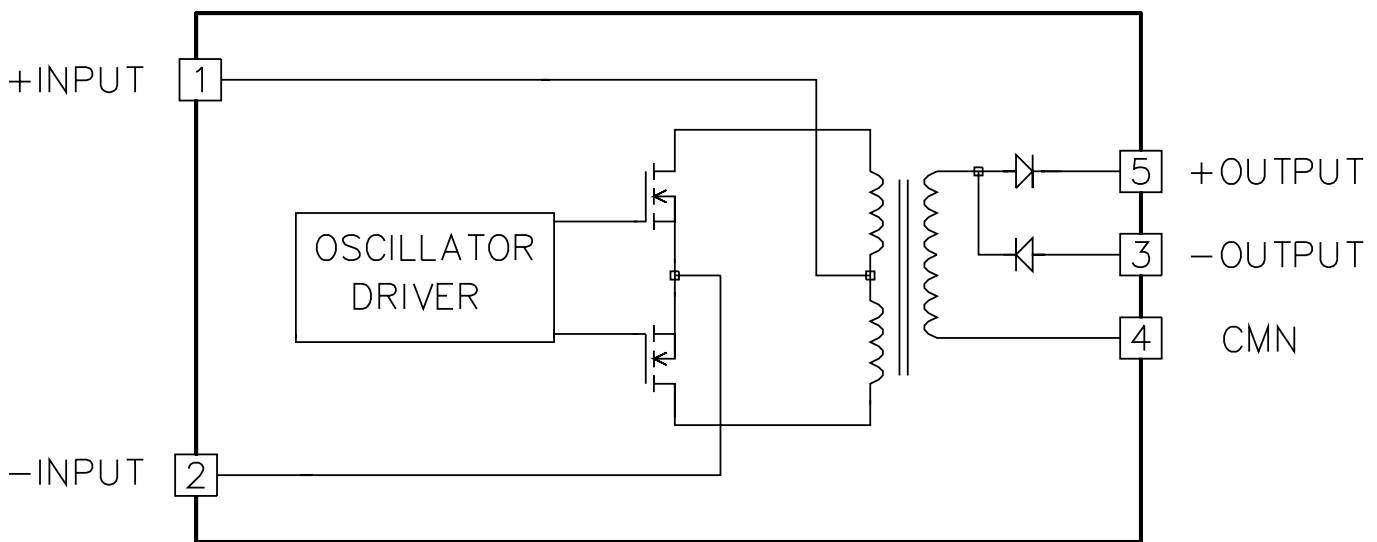 +INPUT 1
5 +OUTPUT
OSCILLATOR
DRIVER
3 -OUTPUT
4 CMN
-INPUT 2